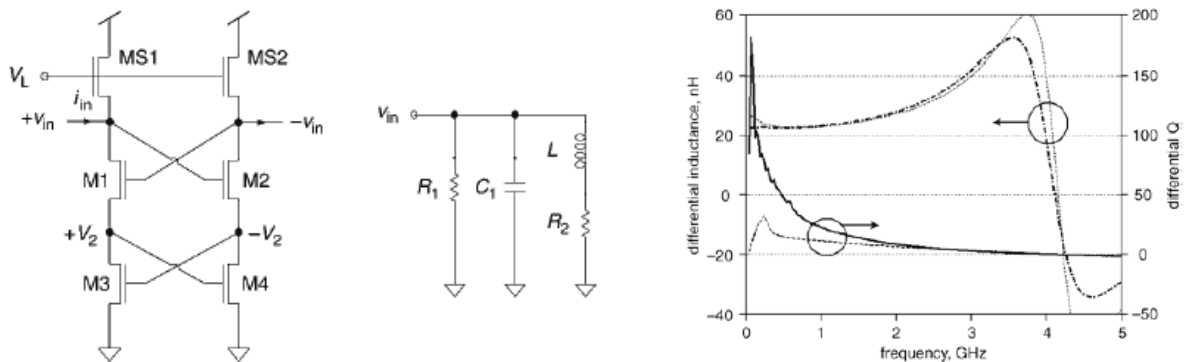 MS1
MS2
V_L
i_in
+v_in
−v_in
M1
M2
+V_2
−V_2
M3
M4
v_in
R_1
C_1
L
R_2
differential inductance, nH
60
40
20
0
−20
−40
200
150
100
50
0
−50
differential Q
0
1
2
3
4
5
frequency, GHz